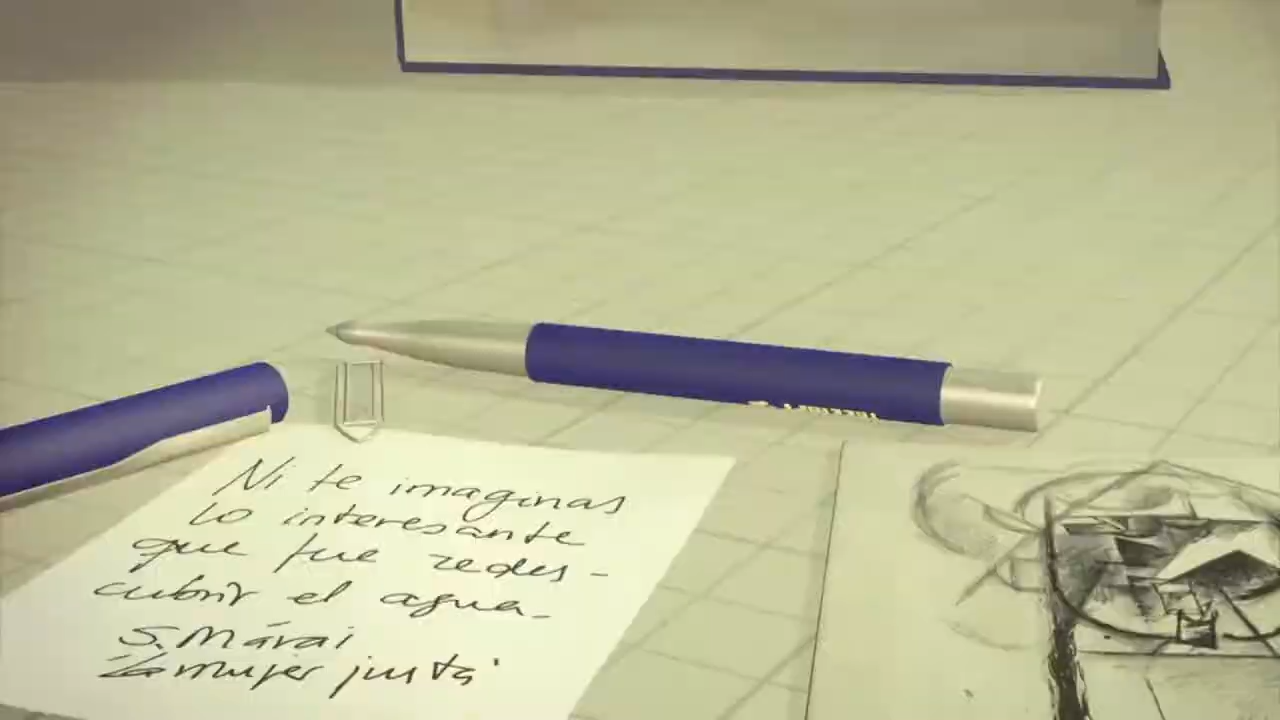 Ni te imaginas
lo interesante
que fue redes-
cubrir el agua.
S. Márai
La mujer justa